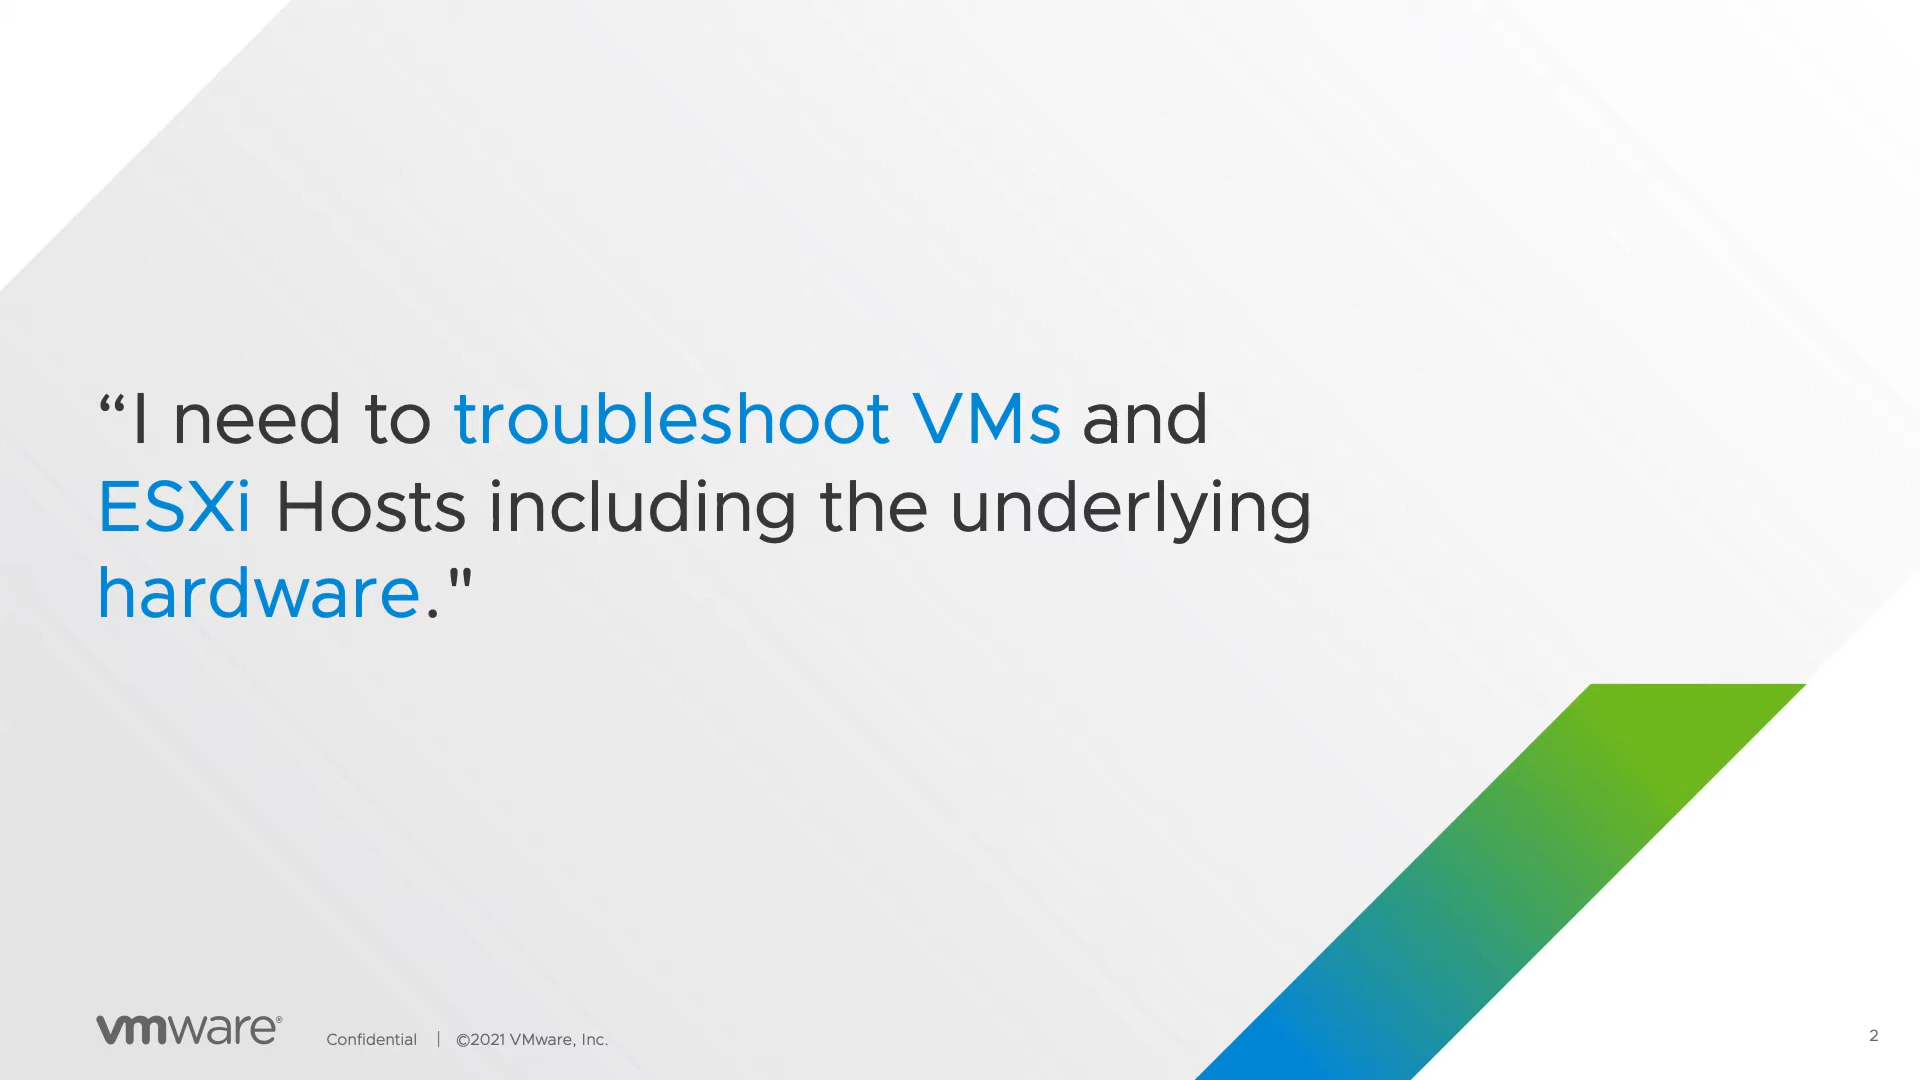 “I need to troubleshoot VMs and
ESXi Hosts including the underlying
hardware."
vmware®
Confidential | ©2021 VMware, Inc.
2